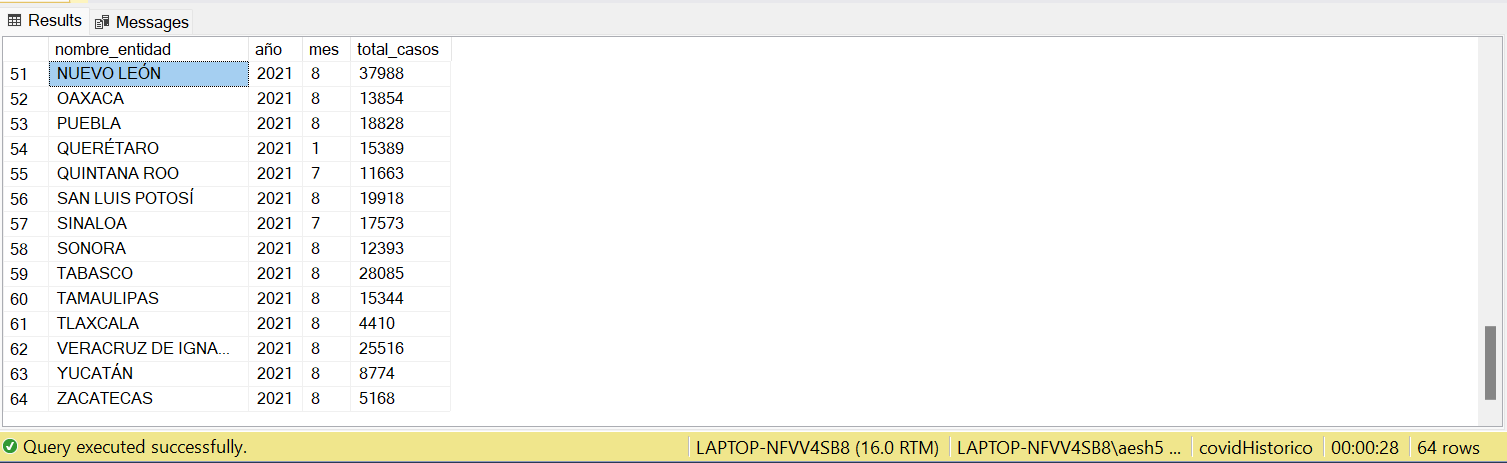 Results Messages
nombre_entidad año mes total_casos
51 NUEVO LEÓN 2021 8 37988
52 OAXACA 2021 8 13854
53 PUEBLA 2021 8 18828
54 QUERÉTARO 2021 1 15389
55 QUINTANA ROO 2021 7 11663
56 SAN LUIS POTOSÍ 2021 8 19918
57 SINALOA 2021 7 17573
58 SONORA 2021 8 12393
59 TABASCO 2021 8 28085
60 TAMAULIPAS 2021 8 15344
61 TLAXCALA 2021 8 4410
62 VERACRUZ DE IGNA... 2021 8 25516
63 YUCATÁN 2021 8 8774
64 ZACATECAS 2021 8 5168
Query executed successfully. LAPTOP-NFVV4SB8 (16.0 RTM) LAPTOP-NFVV4SB8\aesh5 ... covidHistorico 00:00:28 64 rows